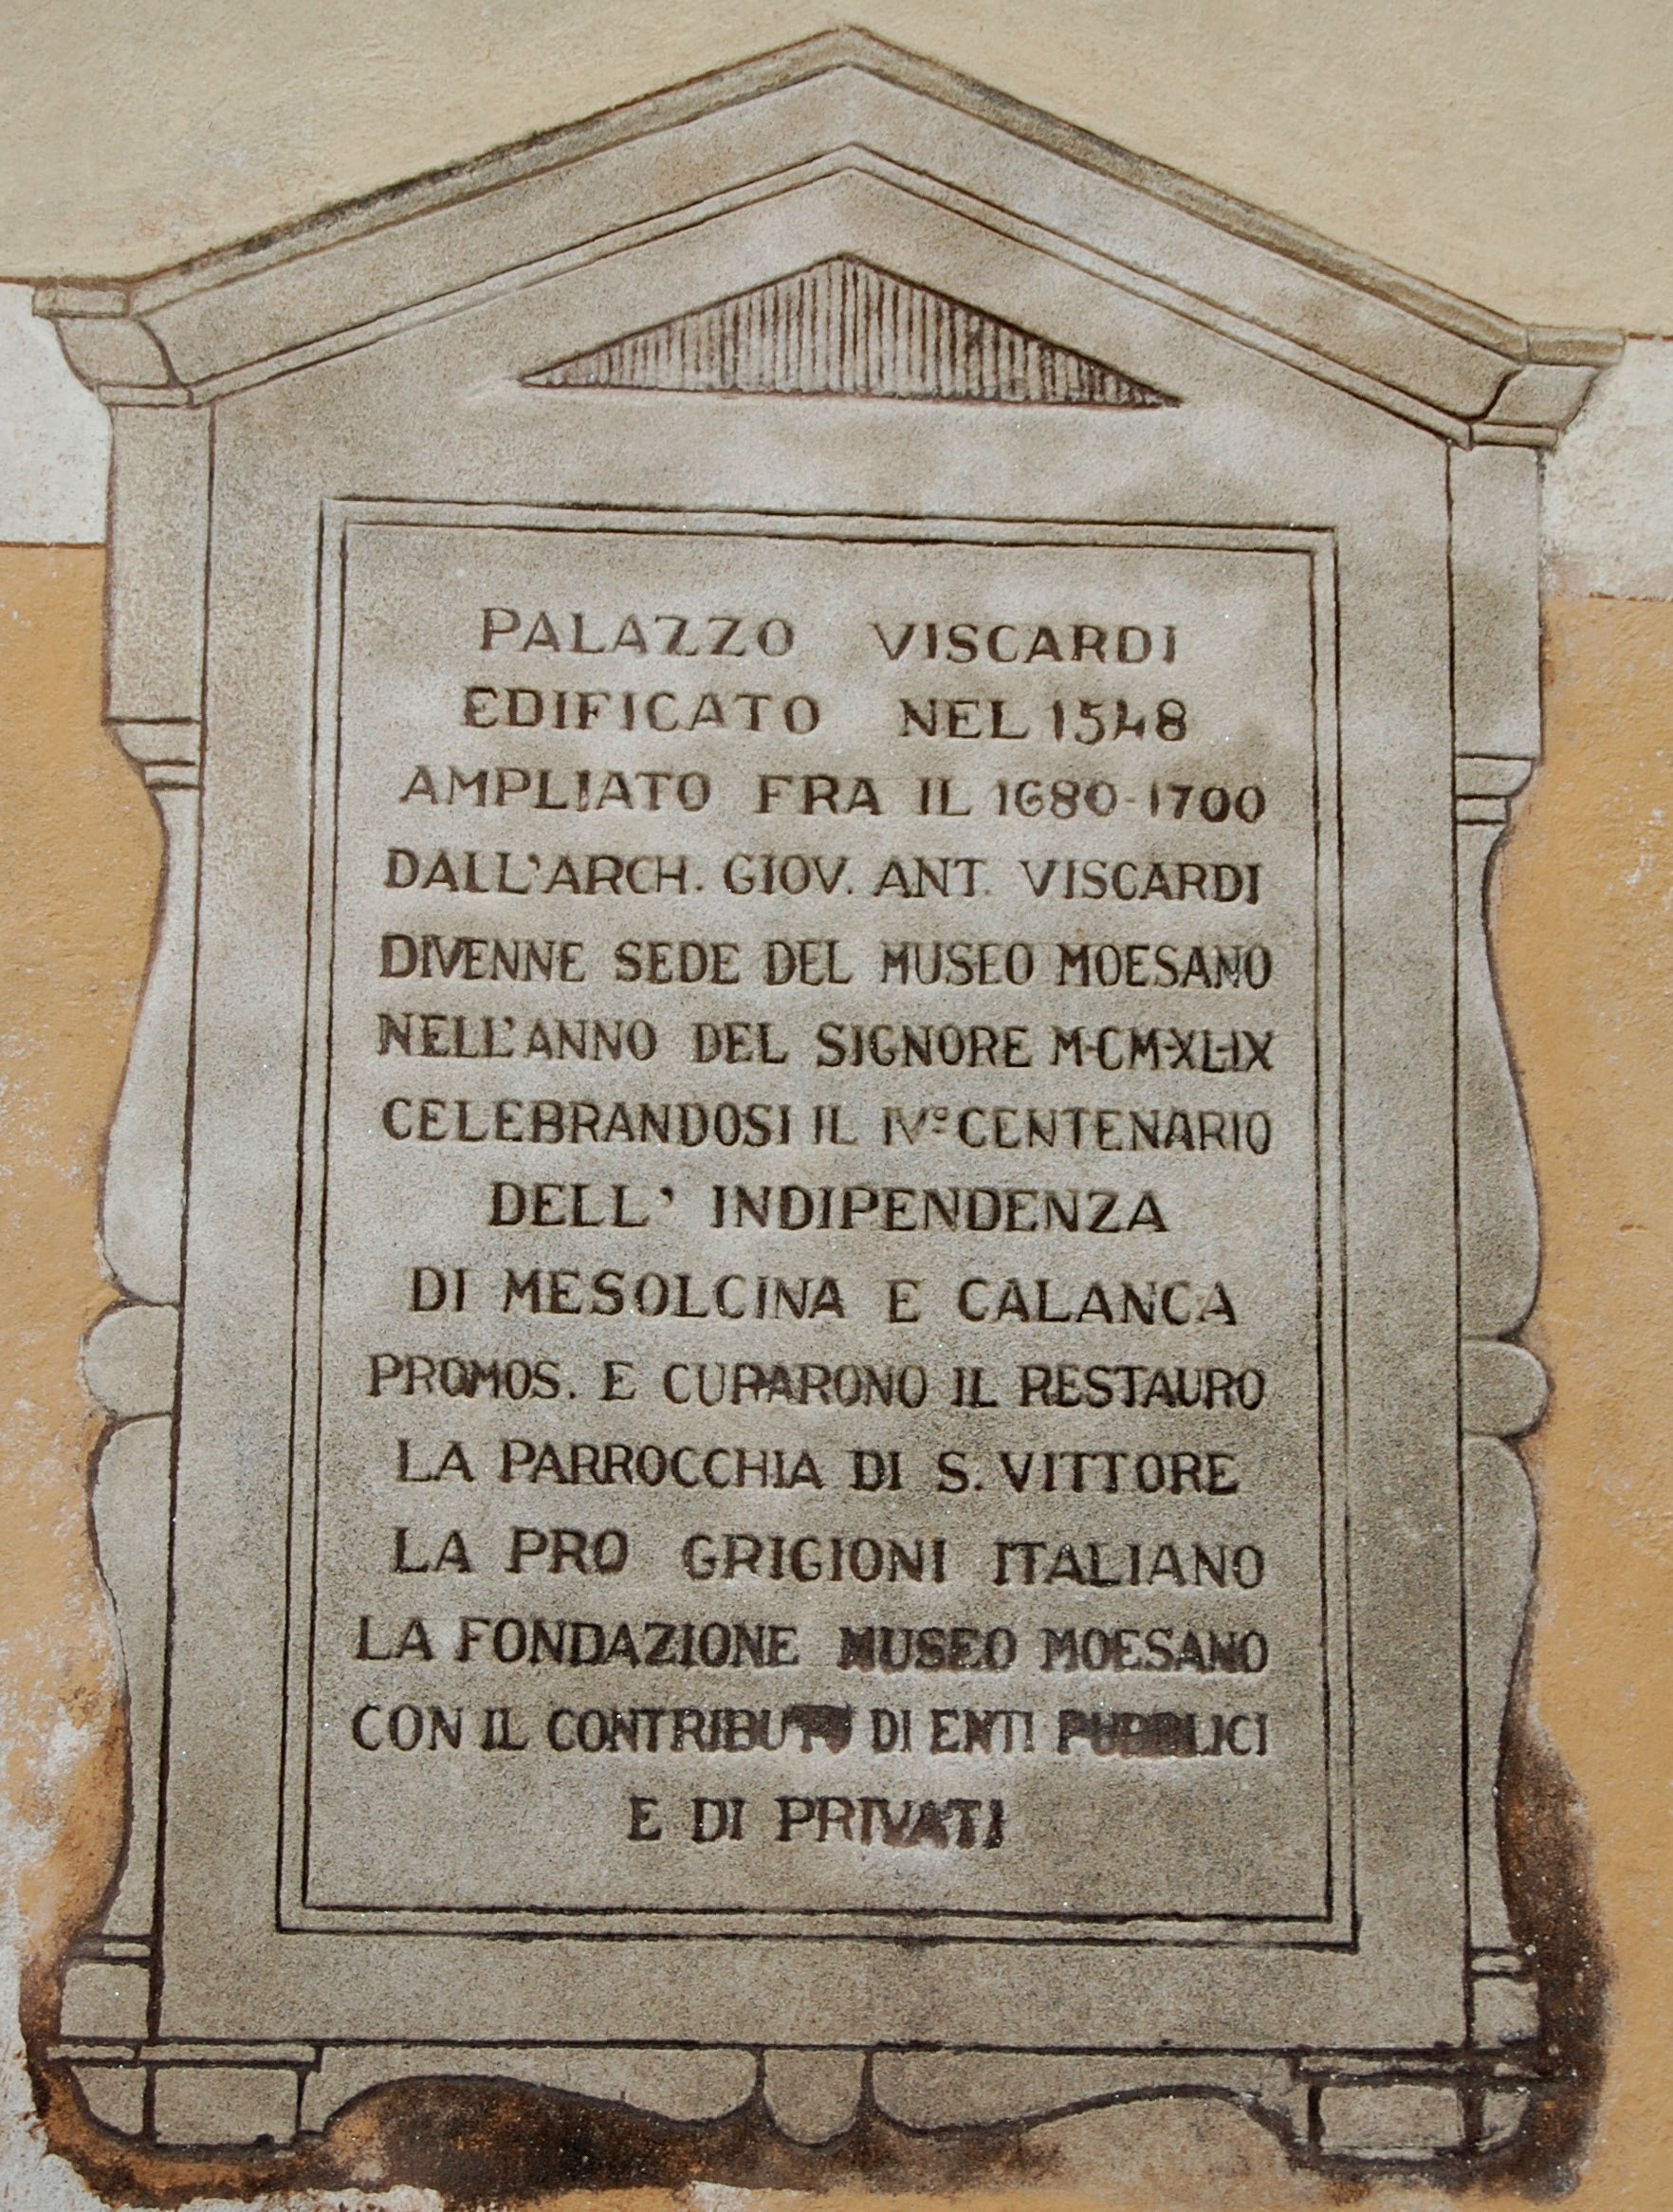 PALAZZO VISCARDI
EDIFICATO NEL 1548
AMPLIATO FRA IL 1680-1700
DALL'ARCH. GIOV. ANT. VISCARDI
DIVENNE SEDE DEL MUSEO MOESANO
NELL'ANNO DEL SIGNORE M-CM-XL-IX
CELEBRANDOSI IL IVº CENTENARIO
DELL' INDIPENDENZA
DI MESOLCINA E CALANCA
PROMOS. E CURARONO IL RESTAURO
LA PARROCCHIA DI S. VITTORE
LA PRO GRIGIONI ITALIANO
LA FONDAZIONE MUSEO MOESANO
CON IL CONTRIBUTO DI ENTI PUBBLICI
E DI PRIVATI